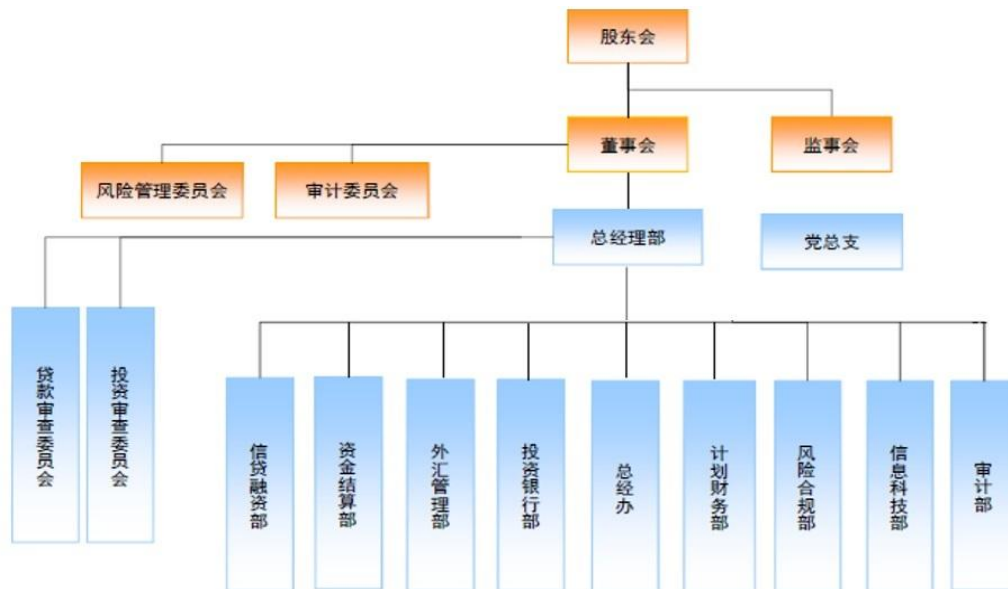 股东会
董事会
监事会
风险管理委员会
审计委员会
总经理部
党总支
贷款审查委员会
投资审查委员会
信贷融资部
资金结算部
外汇管理部
投资银行部
总经办
计划财务部
风险合规部
信息科技部
审计部